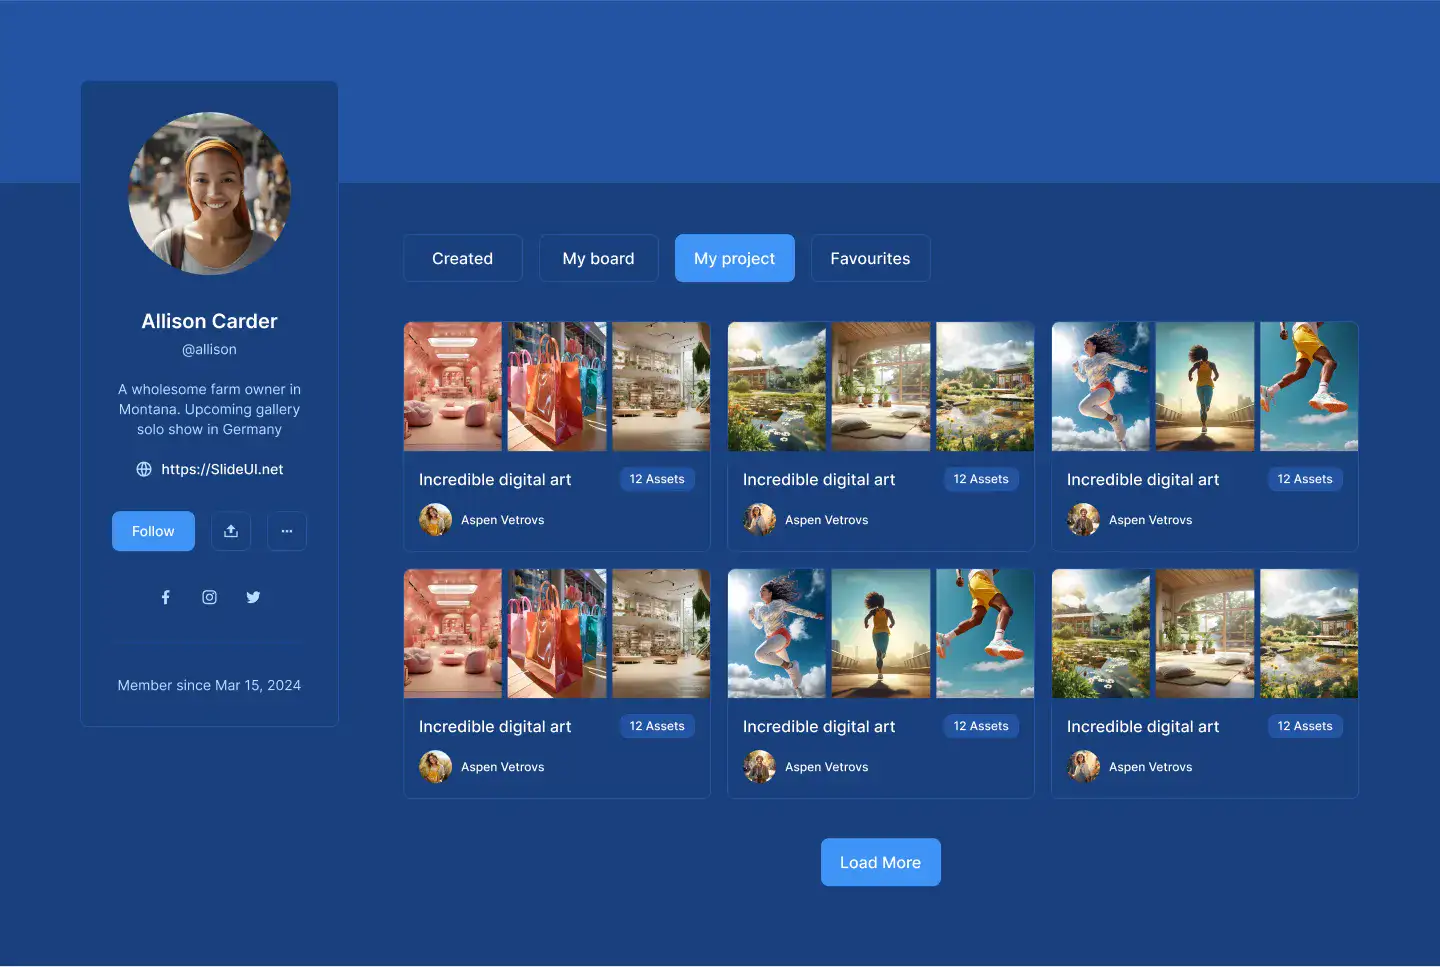 Allison Carder
@allison
A wholesome farm owner in
Montana. Upcoming gallery
solo show in Germany
https://SlideUI.net
Follow
Member since Mar 15, 2024
Created
My board
My project
Favourites
Incredible digital art
12 Assets
Aspen Vetrovs
Incredible digital art
12 Assets
Aspen Vetrovs
Incredible digital art
12 Assets
Aspen Vetrovs
Incredible digital art
12 Assets
Aspen Vetrovs
Incredible digital art
12 Assets
Aspen Vetrovs
Incredible digital art
12 Assets
Aspen Vetrovs
Load More